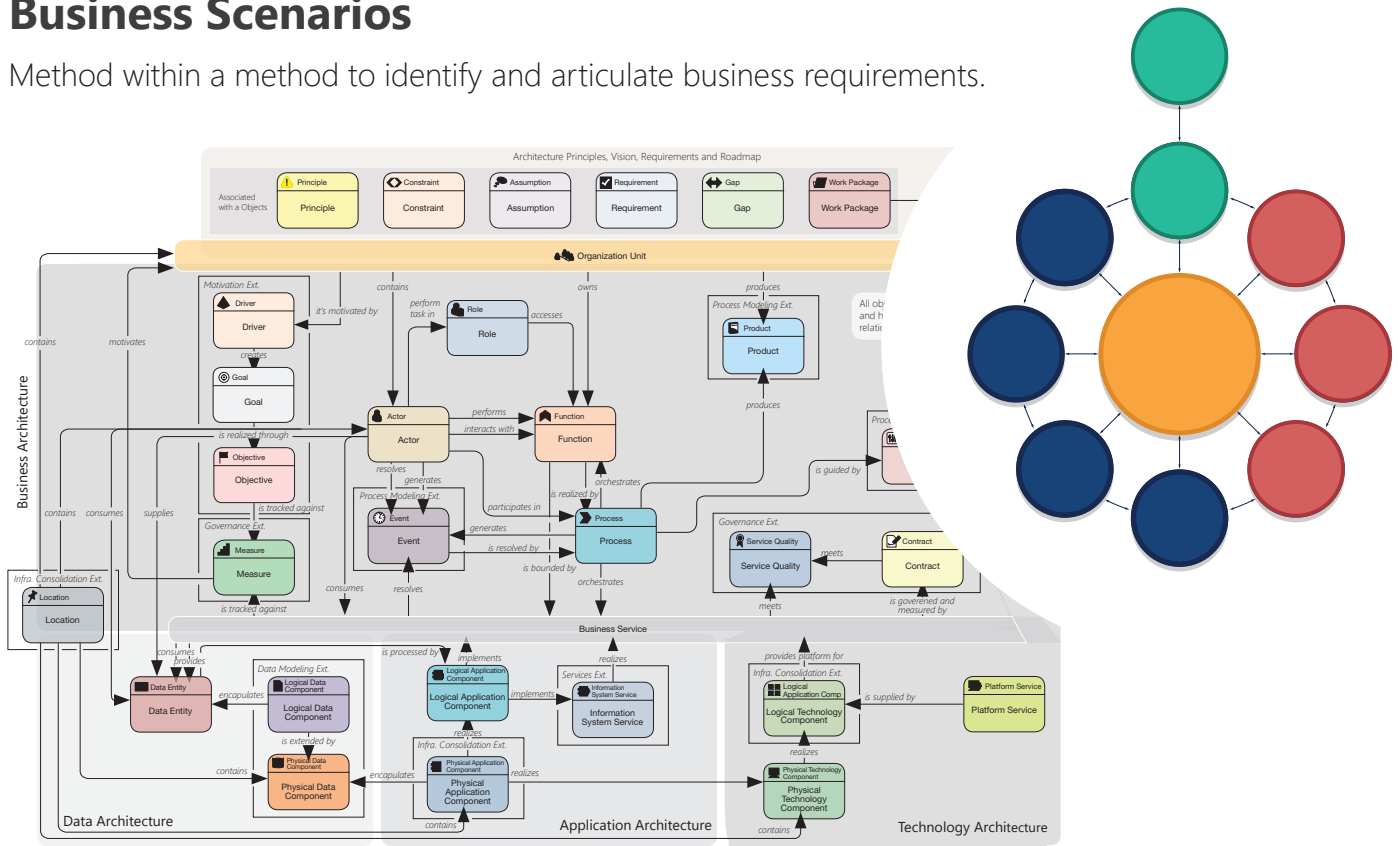 Business Scenarios
Method within a method to identify and articulate business requirements.
Architecture Principles, Vision, Requirements and Roadmap
Associated
with a Objects
Principle
Principle
Constraint
Constraint
Assumption
Assumption
Requirement
Requirement
Gap
Gap
Work Package
Work Package
Organization Unit
Business Architecture
contains
motivates
Motivation Ext.
Driver
Driver
it's motivated by
creates
Goal
Goal
is realized through
Objective
Objective
is tracked against
Governance Ext.
Measure
Measure
is tracked against
contains
perform
task in
Role
Role
accesses
owns
produces
Process Modeling Ext.
Product
Product
produces
All obj
and h
relatio
Actor
Actor
performs
interacts with
Function
Function
resolves
generates
Process Modeling Ext.
Event
Event
participates in
generates
is resolved by
is realized by
orchestrates
Process
Process
is bounded by
orchestrates
is guided by
Proce
Governance Ext.
Service Quality
Service Quality
meets
Contract
Contract
meets
is goverened and
measured by
contains
consumes
supplies
consumes
resolves
Infra. Consolidation Ext.
Location
Location
Business Service
consumes
provides
is processed by
implements
realizes
provides platform for
Data Entity
Data Entity
encapulates
Data Modeling Ext.
Logical Data
Component
Logical Data
Component
is extended by
Physical Data
Component
Physical Data
Component
contains
encapulates
Logical Application
Component
Logical Application
Component
implements
realizes
Services Ext.
Information
System Service
Information
System Service
Infra. Consolidation Ext.
Physical Application
Component
Physical
Application
Component
realizes
contains
Infra. Consolidation Ext.
Logical
Application Comp.
Logical Technology
Component
is supplied by
Platform Service
Platform Service
realizes
Physical Technology
Component
Physical
Technology
Component
contains
Data Architecture
Application Architecture
Technology Architecture